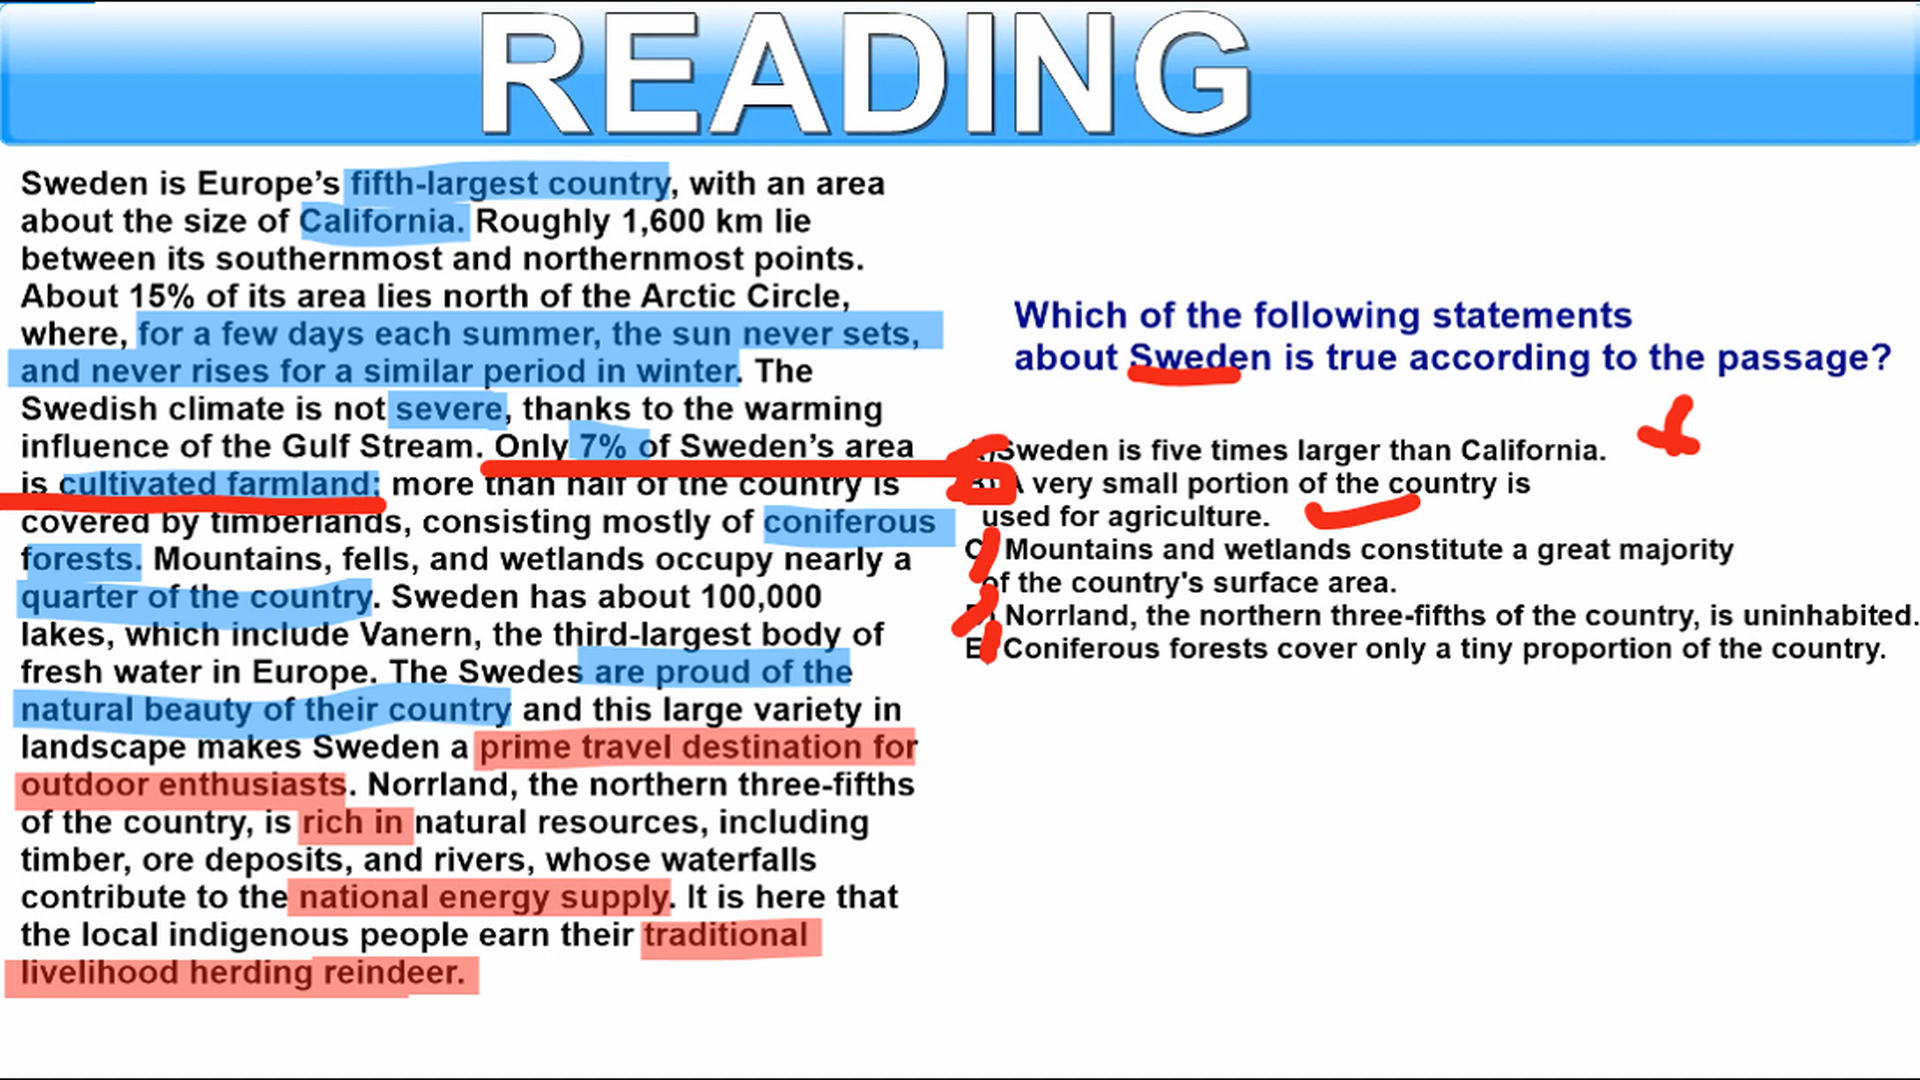 READING
Sweden is Europe's fifth-largest country, with an area
about the size of California. Roughly 1,600 km lie
between its southernmost and northernmost points.
About 15% of its area lies north of the Arctic Circle,
where, for a few days each summer, the sun never sets,
and never rises for a similar period in winter. The
Swedish climate is not severe, thanks to the warming
influence of the Gulf Stream. Only 7% of Sweden's area
is cultivated farmland; more than half of the country is
covered by timberlands, consisting mostly of coniferous
forests. Mountains, fells, and wetlands occupy nearly a
quarter of the country. Sweden has about 100,000
lakes, which include Vanern, the third-largest body of
fresh water in Europe. The Swedes are proud of the
natural beauty of their country and this large variety in
landscape makes Sweden a prime travel destination for
outdoor enthusiasts. Norrland, the northern three-fifths
of the country, is rich in natural resources, including
timber, ore deposits, and rivers, whose waterfalls
contribute to the national energy supply. It is here that
the local indigenous people earn their traditional
livelihood herding reindeer.
Which of the following statements
about Sweden is true according to the passage?
Sweden is five times larger than California.
B) A very small portion of the country is
used for agriculture.
C) Mountains and wetlands constitute a great majority
of the country's surface area.
D) Norrland, the northern three-fifths of the country, is uninhabited.
E) Coniferous forests cover only a tiny proportion of the country.